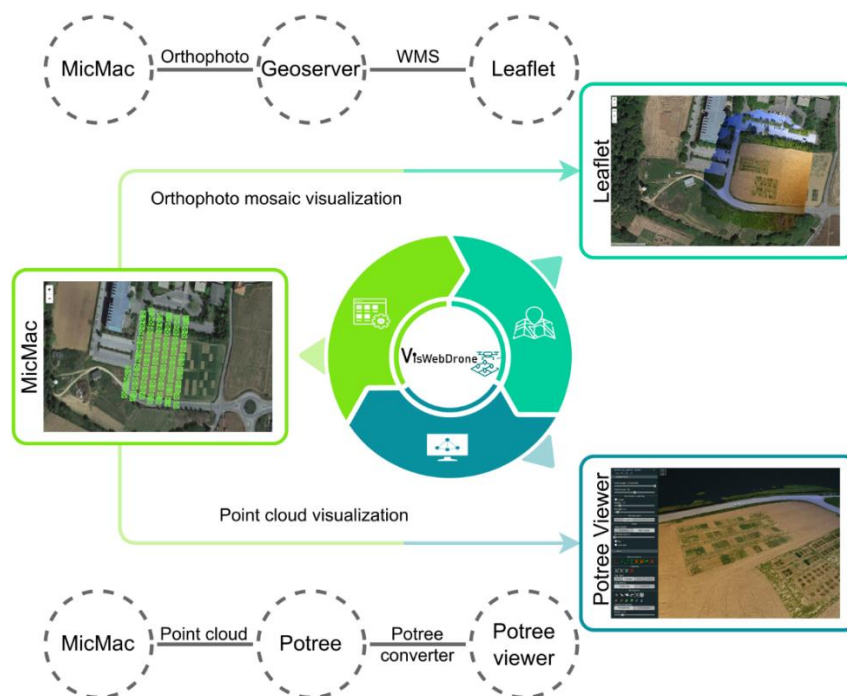 MicMac
Orthophoto
Geoserver
WMS
Leaflet
Leaflet
Orthophoto mosaic visualization
MicMac
VisWebDrone
Point cloud visualization
Potree Viewer
MicMac
Point cloud
Potree
Potree
converter
Potree
viewer